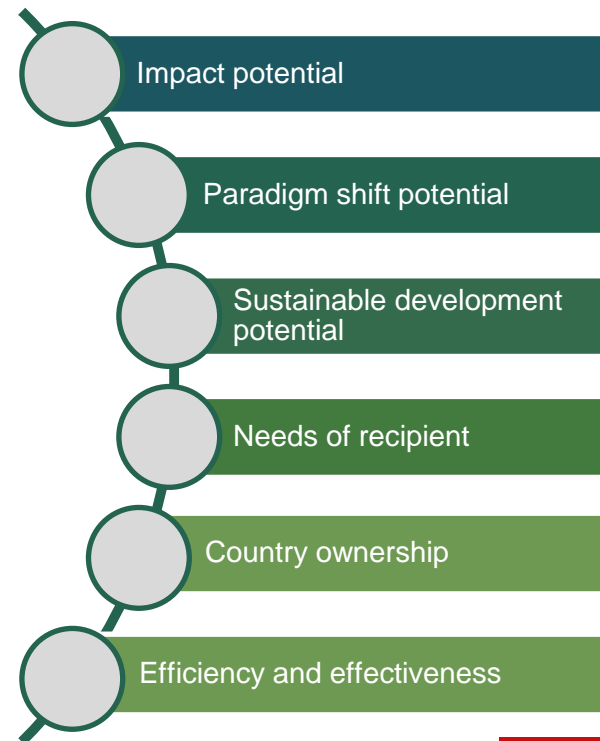 Impact potential
Paradigm shift potential
Sustainable development
potential
Needs of recipient
Country ownership
Efficiency and effectiveness